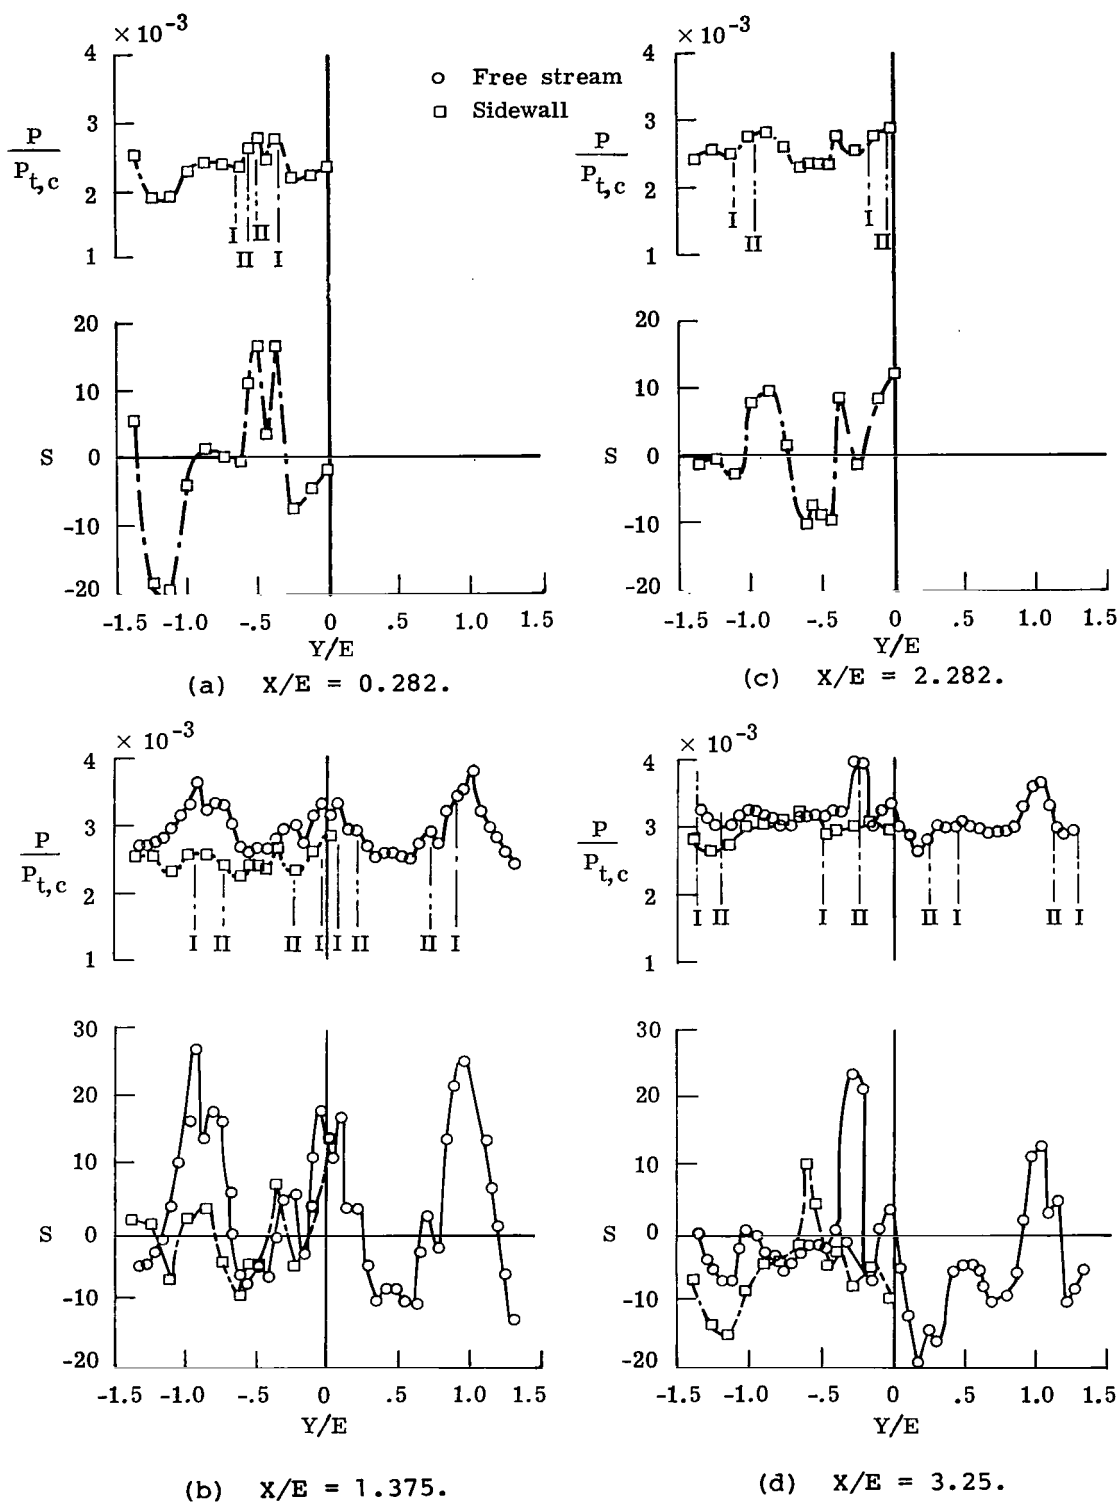 × 10⁻³
4
3
2
1
P
P t,c
I
II
II
I
20
10
0
-10
-20
S
-1.5 -1.0 -.5 0 .5 1.0 1.5
Y/E
(a) X/E = 0.282.
○ Free stream
□ Sidewall
× 10⁻³
4
3
2
1
P
P t,c
I
II
I
II
20
10
0
-10
-20
S
-1.5 -1.0 -.5 0 .5 1.0 1.5
Y/E
(c) X/E = 2.282.
× 10⁻³
4
3
2
1
P
P t,c
I II II I I II II I
30
20
10
0
-10
-20
S
-1.5 -1.0 -.5 0 .5 1.0 1.5
Y/E
(b) X/E = 1.375.
× 10⁻³
4
3
2
1
P
P t,c
I II I II II I II I
30
20
10
0
-10
-20
S
-1.5 -1.0 -.5 0 .5 1.0 1.5
Y/E
(d) X/E = 3.25.